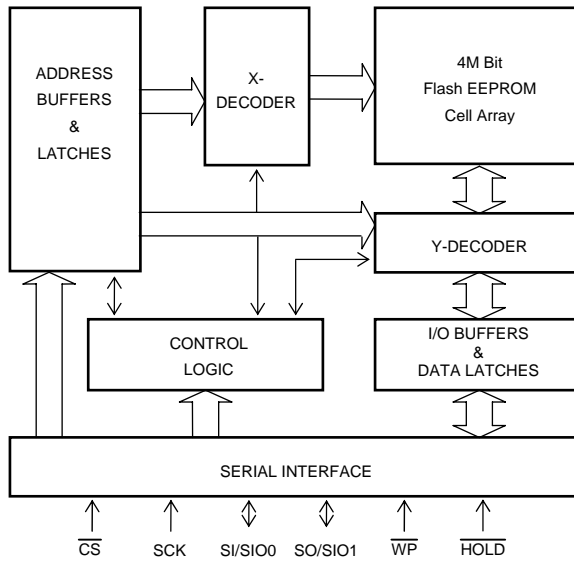 ADDRESS
BUFFERS
&
LATCHES
X-
DECODER
4M Bit
Flash EEPROM
Cell Array
Y-DECODER
CONTROL
LOGIC
I/O BUFFERS
&
DATA LATCHES
SERIAL INTERFACE
CS SCK SI/SIO0 SO/SIO1 WP HOLD